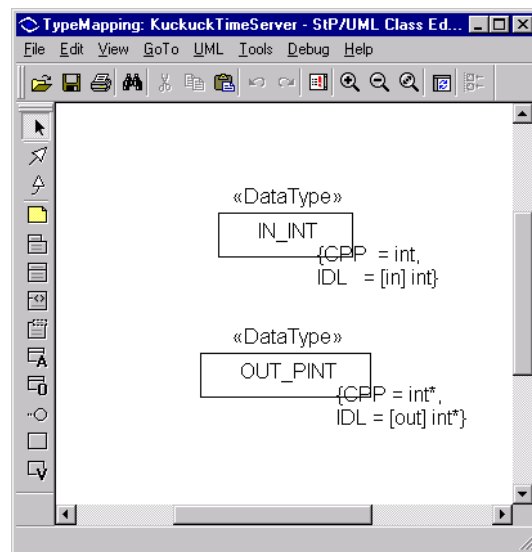 TypeMapping: KuckuckTimeServer - StP/UML Class Ed...
File Edit View GoTo UML Tools Debug Help
«DataType»
IN_INT
{CPP = int,
IDL = [in] int}
«DataType»
OUT_PINT
{CPP = int*,
IDL = [out] int*}